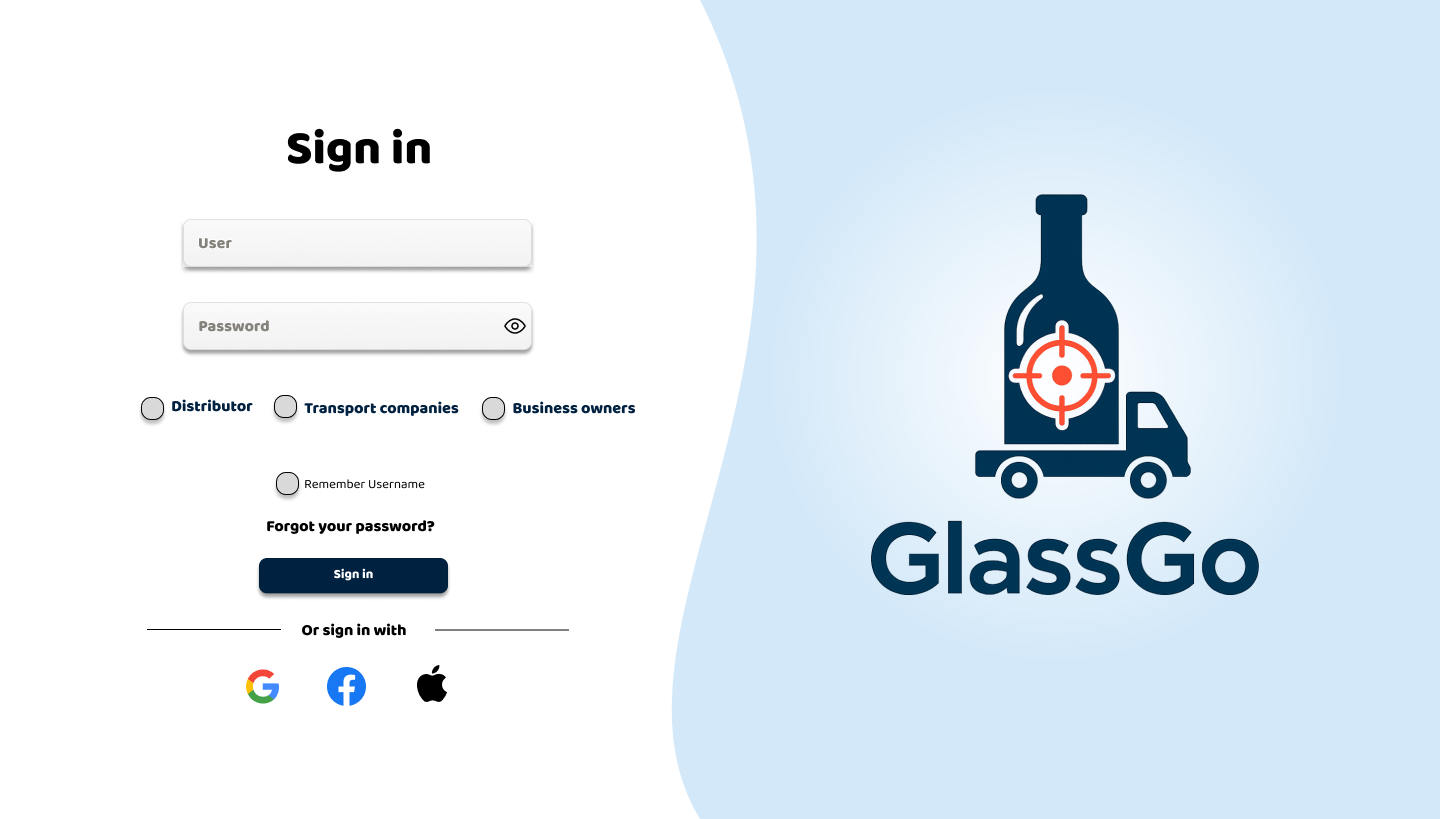 Sign in
User
Password
Distributor
Transport companies
Business owners
Remember Username
Forgot your password?
Sign in
Or sign in with
GlassGo